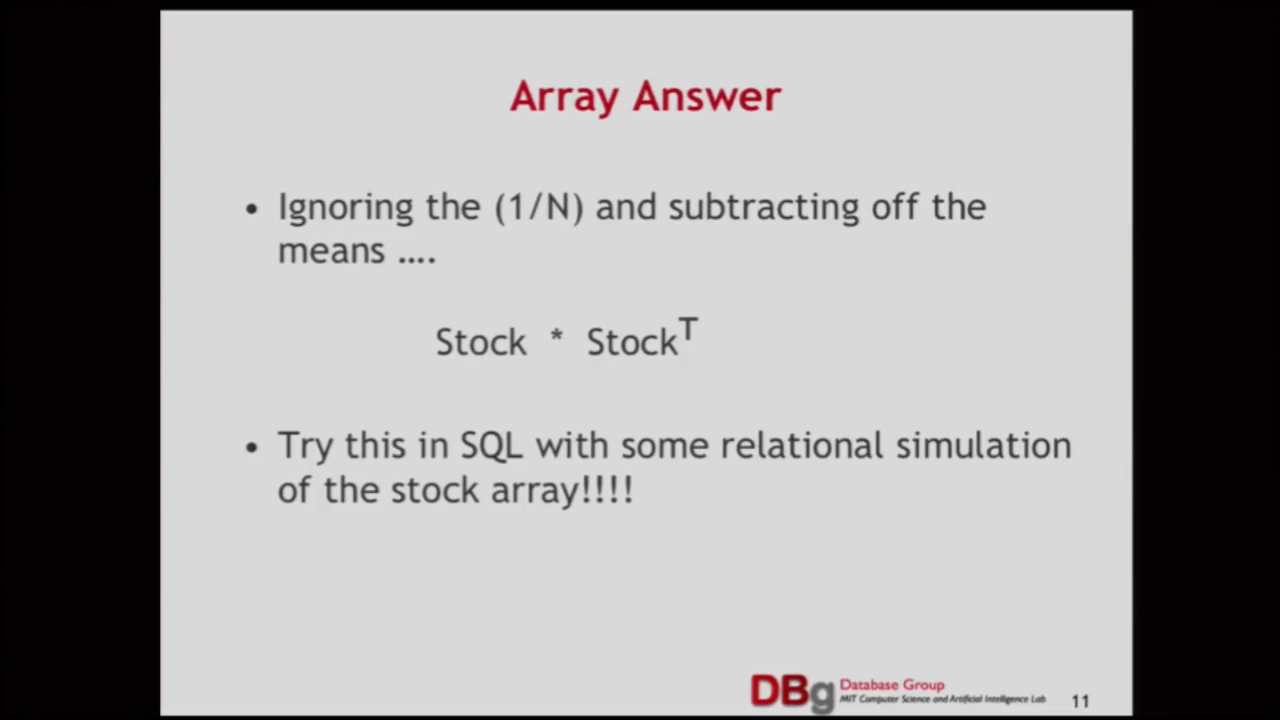 Array Answer
• Ignoring the (1/N) and subtracting off the
means ….
Stock * Stock^T
• Try this in SQL with some relational simulation
of the stock array!!!!
DBg Database Group
MIT Computer Science and Artificial Intelligence Lab
11